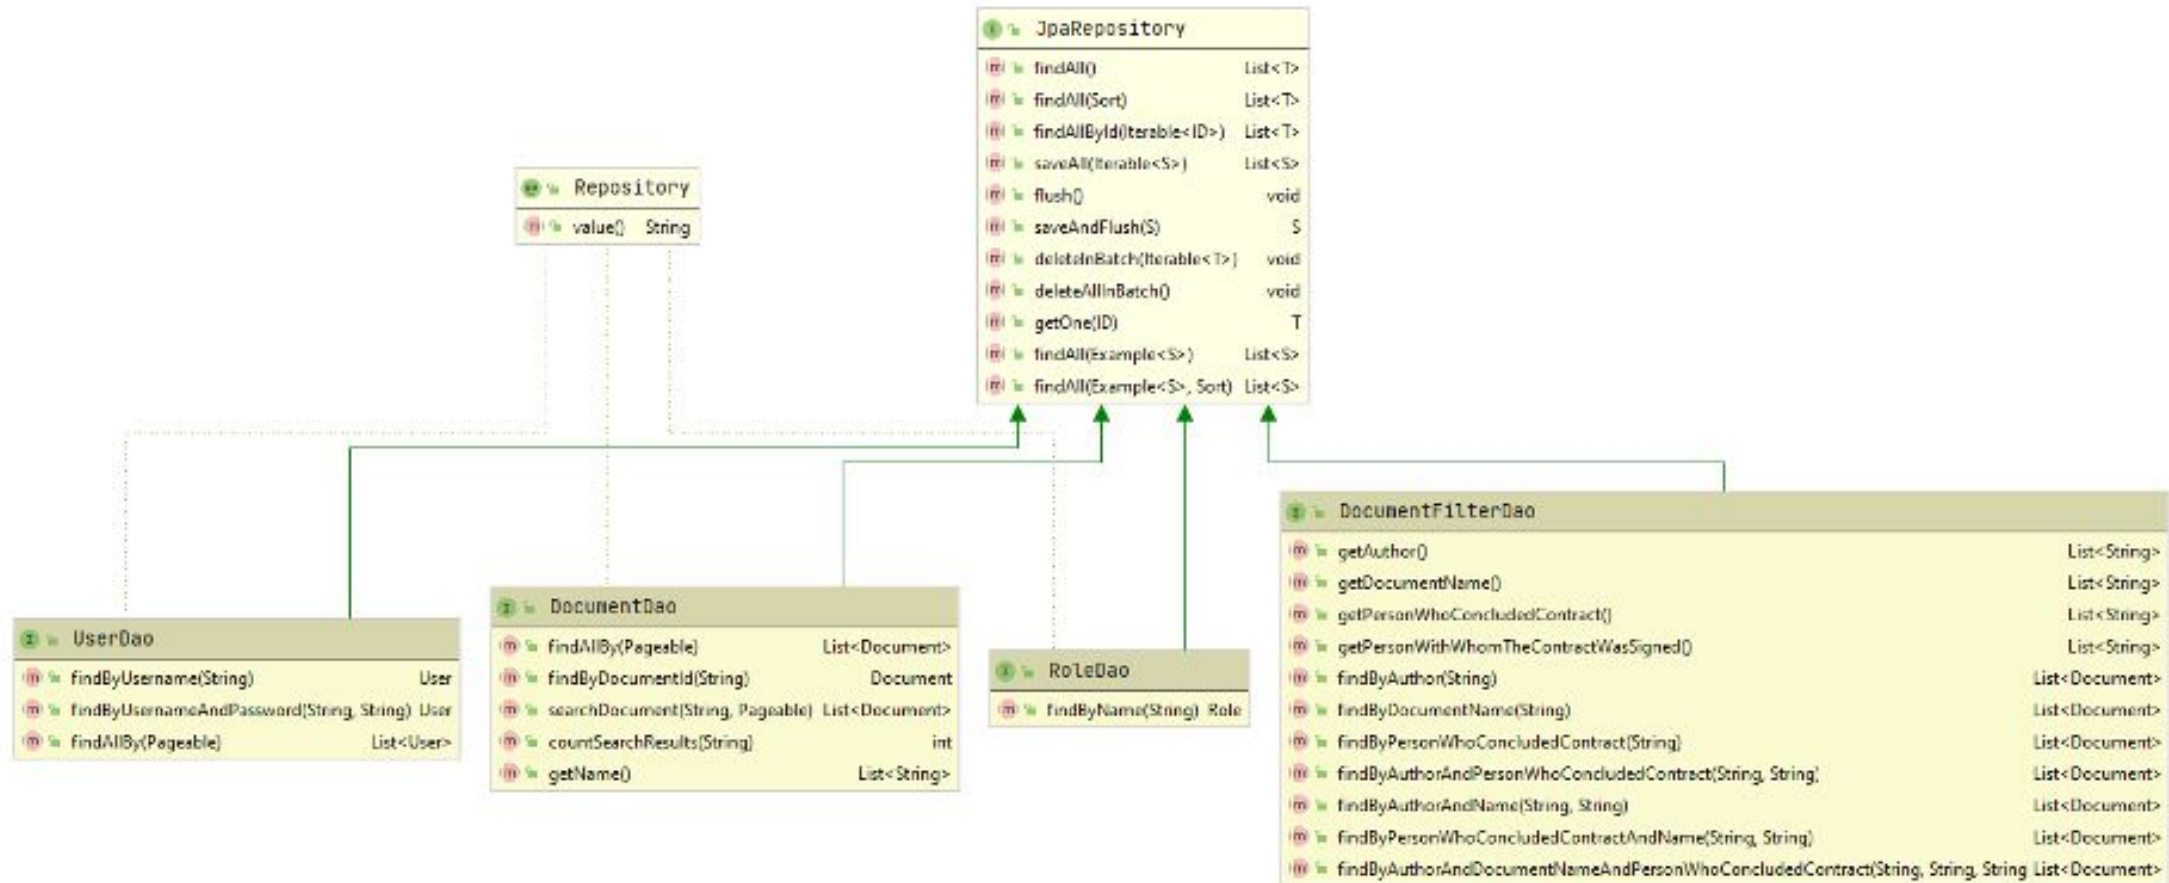 JpaRepository
findAll() List<T>
findAll(Sort) List<T>
findAllById(Iterable<ID>) List<T>
saveAll(Iterable<S>) List<S>
flush() void
saveAndFlush(S) S
deleteInBatch(Iterable<T>) void
deleteAllInBatch() void
getOne(ID) T
findAll(Example<S>) List<S>
findAll(Example<S>, Sort) List<S>
Repository
value() String
UserDao
findByUsername(String) User
findByUsernameAndPassword(String, String) User
findAllBy(Pageable) List<User>
DocumentDao
findAllBy(Pageable) List<Document>
findByDocumentId(String) Document
searchDocument(String, Pageable) List<Document>
countSearchResults(String) int
getName() List<String>
RoleDao
findByName(String) Role
DocumentFilterDao
getAuthor() List<String>
getDocumentName() List<String>
getPersonWhoConcludedContract() List<String>
getPersonWithWhomTheContractWasSigned() List<String>
findByAuthor(String) List<Document>
findByDocumentName(String) List<Document>
findByPersonWhoConcludedContract(String) List<Document>
findByAuthorAndPersonWhoConcludedContract(String, String) List<Document>
findByAuthorAndName(String, String) List<Document>
findByPersonWhoConcludedContractAndName(String, String) List<Document>
findByAuthorAndDocumentNameAndPersonWhoConcludedContract(String, String, String List<Document>